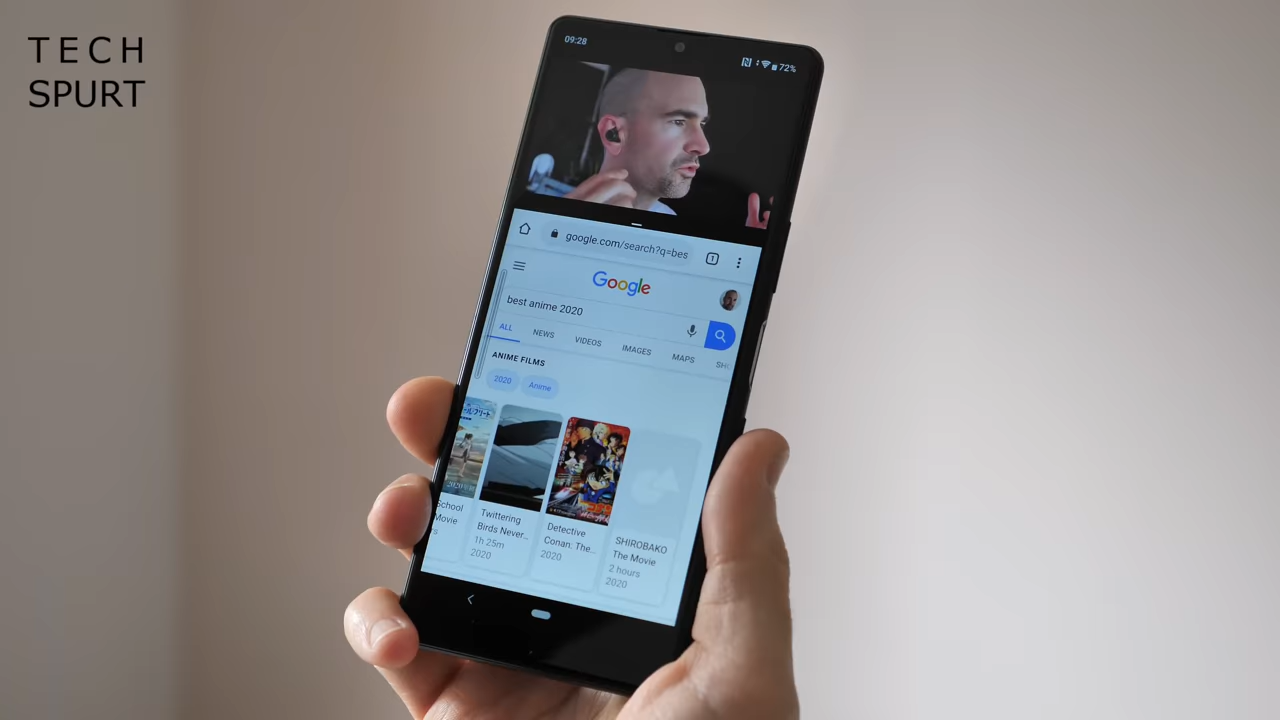 TECH
SPURT
09:28
72%
google.com/search?q=bes
1
Google
best anime 2020
ALL NEWS VIDEOS IMAGES MAPS SH
ANIME FILMS
2020 Anime
School
Movie
Twittering
Birds Never...
1h 25m
2020
Detective
Conan: The...
2020
SHIROBAKO
The Movie
2 hours
2020